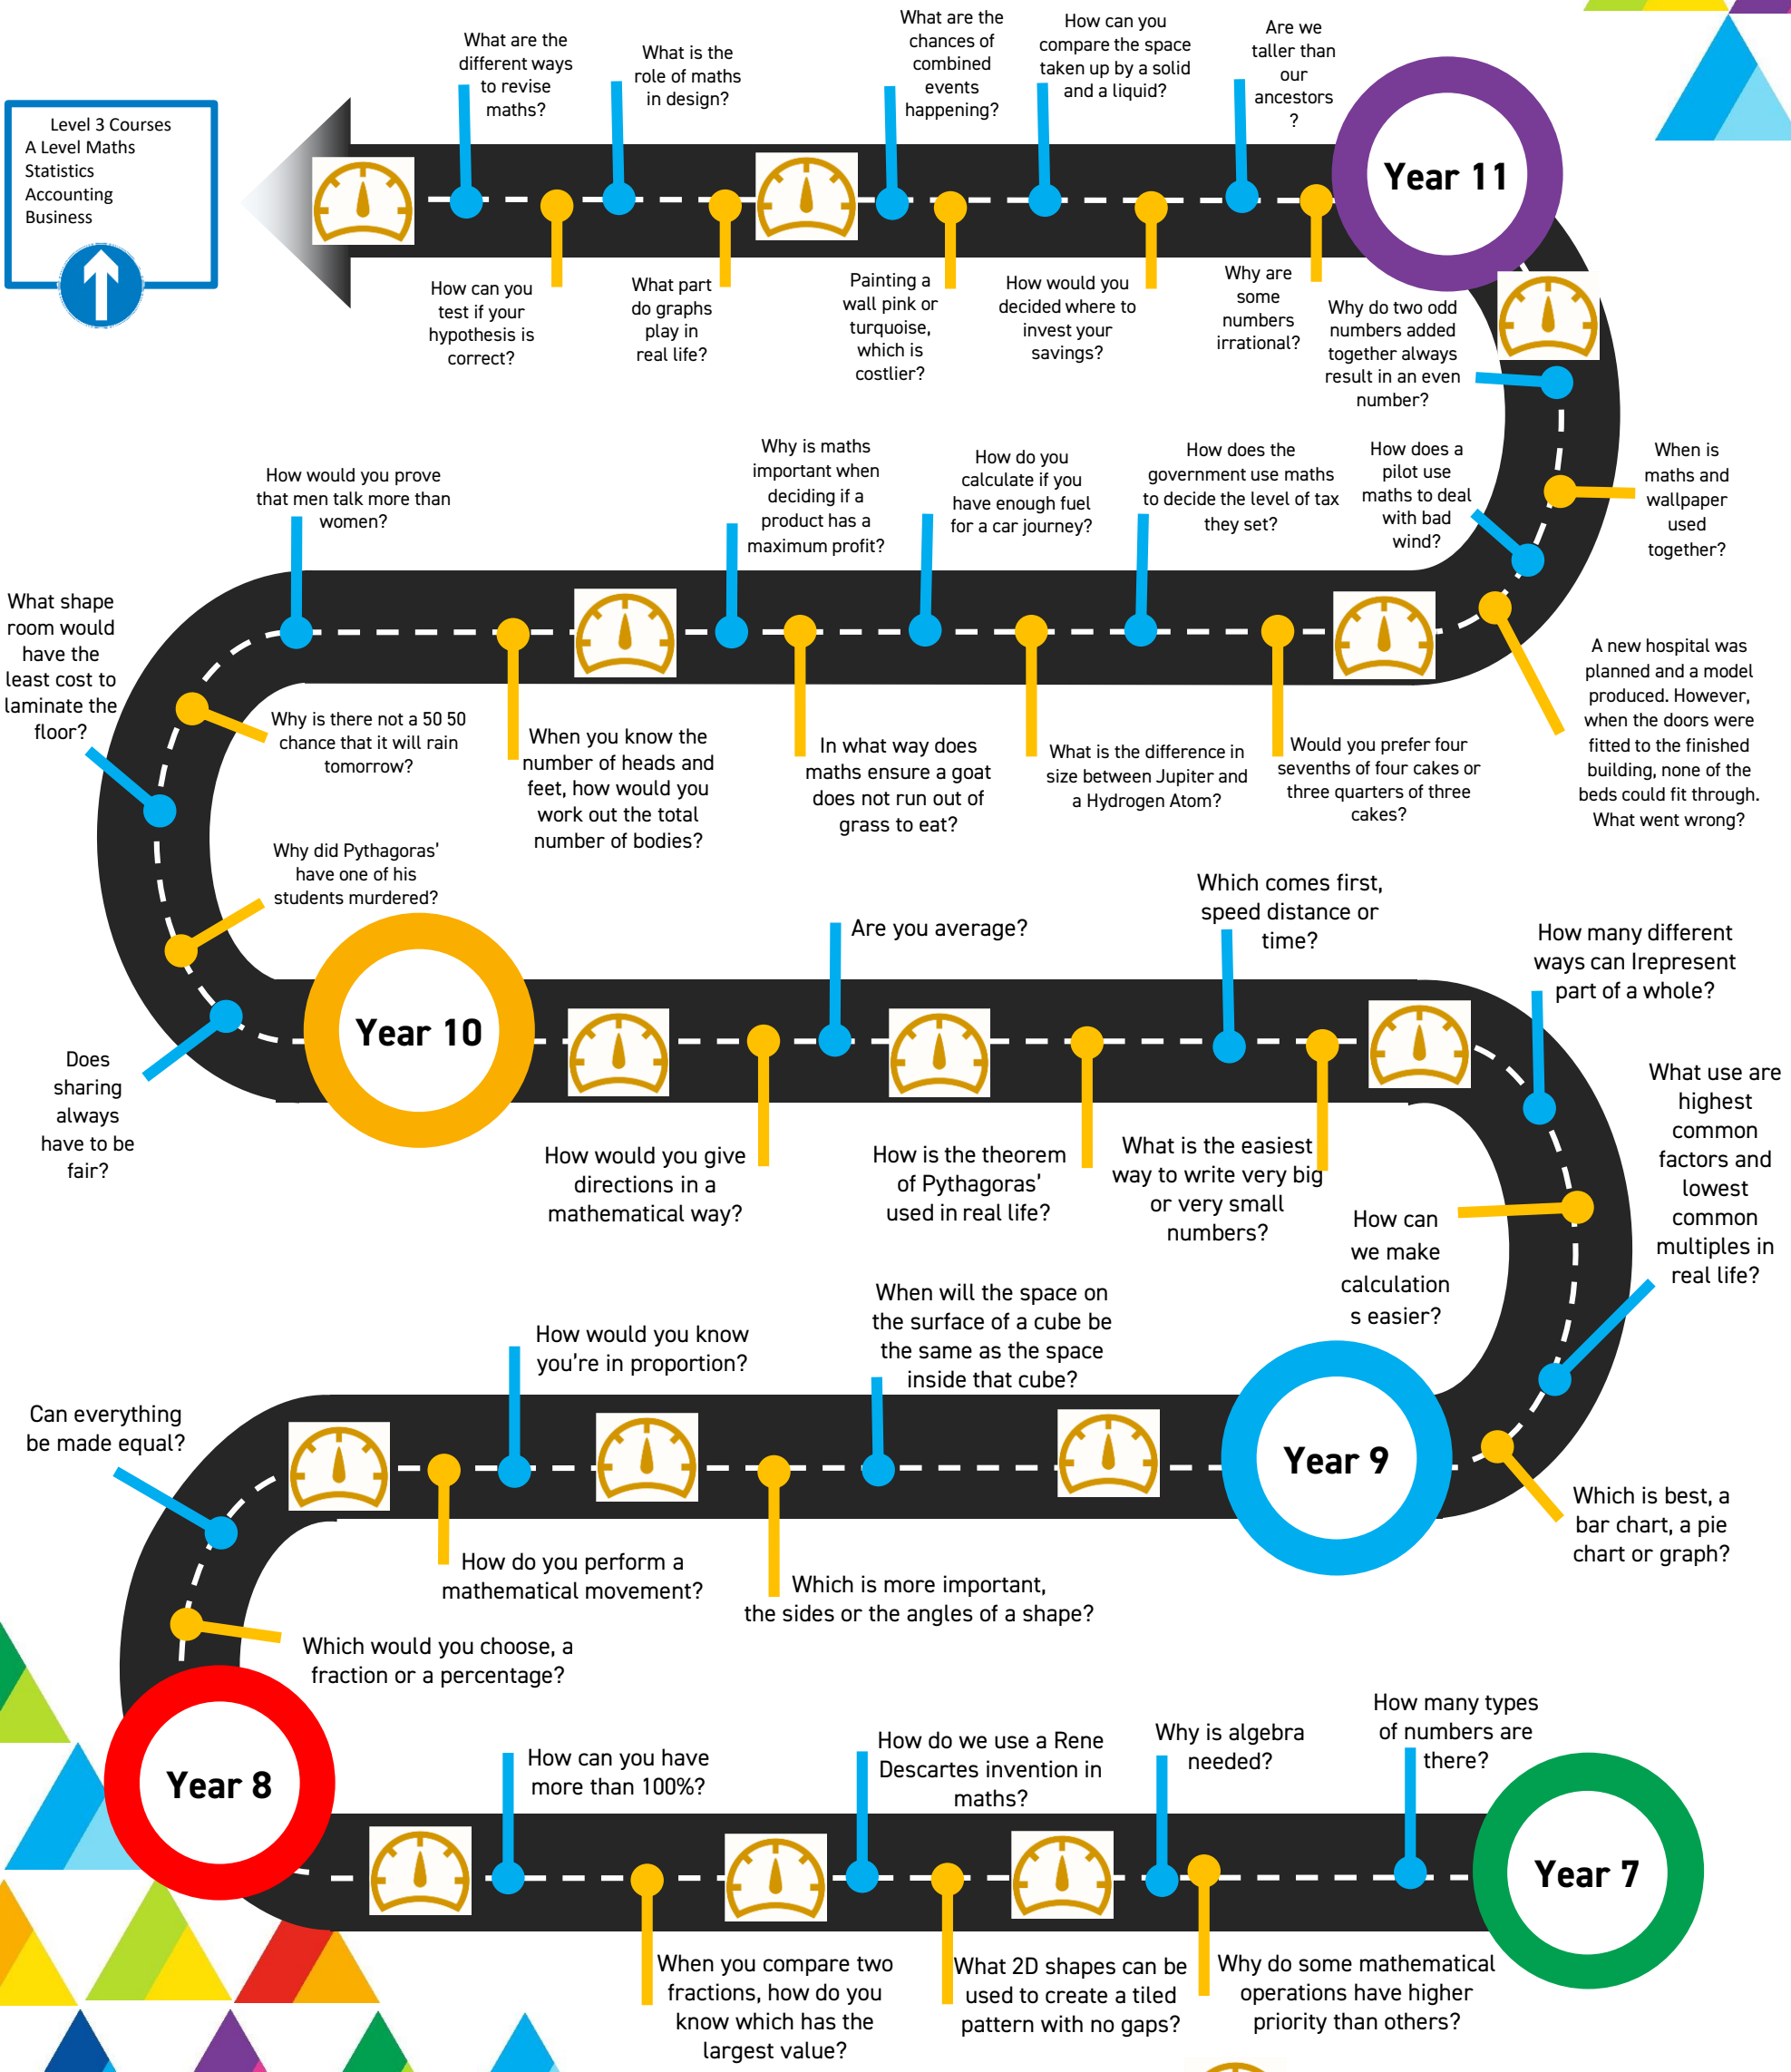 What are the
different ways
to revise
maths?
What is the
role of maths
in design?
What are the
chances of
combined
events
happening?
How can you
compare the space
taken up by a solid
and a liquid?
Are we
taller than
our
ancestors
?
Level 3 Courses
A Level Maths
Statistics
Accounting
Business
Year 11
How can you
test if your
hypothesis is
correct?
What part
do graphs
play in
real life?
Painting a
wall pink or
turquoise,
which is
costlier?
How would you
decided where to
invest your
savings?
Why are
some
numbers
irrational?
Why do two odd
numbers added
together always
result in an even
number?
How would you prove
that men talk more than
women?
Why is maths
important when
deciding if a
product has a
maximum profit?
How do you
calculate if you
have enough fuel
for a car journey?
How does the
government use maths
to decide the level of tax
they set?
How does a
pilot use
maths to deal
with bad
wind?
When is
maths and
wallpaper
used
together?
What shape
room would
have the
least cost to
laminate the
floor?
Why is there not a 50 50
chance that it will rain
tomorrow?
When you know the
number of heads and
feet, how would you
work out the total
number of bodies?
In what way does
maths ensure a goat
does not run out of
grass to eat?
What is the difference in
size between Jupiter and
a Hydrogen Atom?
Would you prefer four
sevenths of four cakes or
three quarters of three
cakes?
A new hospital was
planned and a model
produced. However,
when the doors were
fitted to the finished
building, none of the
beds could fit through.
What went wrong?
Why did Pythagoras'
have one of his
students murdered?
Are you average?
Which comes first,
speed distance or
time?
How many different
ways can Irepresent
part of a whole?
Year 10
Does
sharing
always
have to be
fair?
How would you give
directions in a
mathematical way?
How is the theorem
of Pythagoras'
used in real life?
What is the easiest
way to write very big
or very small
numbers?
How can
we make
calculation
s easier?
What use are
highest
common
factors and
lowest
common
multiples in
real life?
How would you know
you're in proportion?
When will the space on
the surface of a cube be
the same as the space
inside that cube?
Can everything
be made equal?
Year 9
Which is best, a
bar chart, a pie
chart or graph?
How do you perform a
mathematical movement?
Which is more important,
the sides or the angles of a shape?
Which would you choose, a
fraction or a percentage?
Year 8
How can you have
more than 100%?
How do we use a Rene
Descartes invention in
maths?
Why is algebra
needed?
How many types
of numbers are
there?
Year 7
When you compare two
fractions, how do you
know which has the
largest value?
What 2D shapes can be
used to create a tiled
pattern with no gaps?
Why do some mathematical
operations have higher
priority than others?